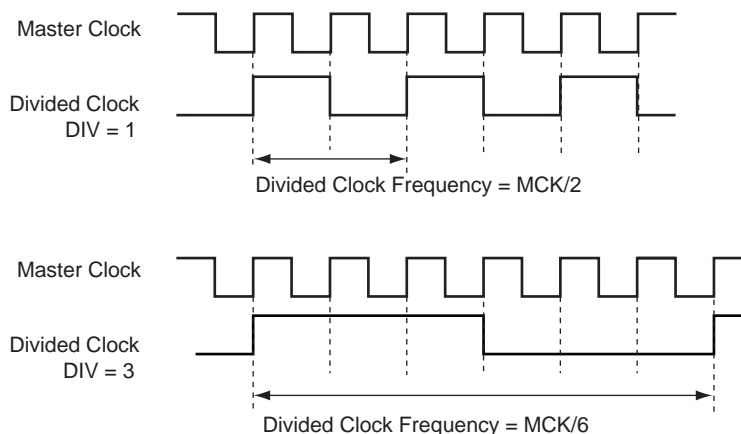 Master Clock
Divided Clock
DIV = 1
Divided Clock Frequency = MCK/2
Master Clock
Divided Clock
DIV = 3
Divided Clock Frequency = MCK/6